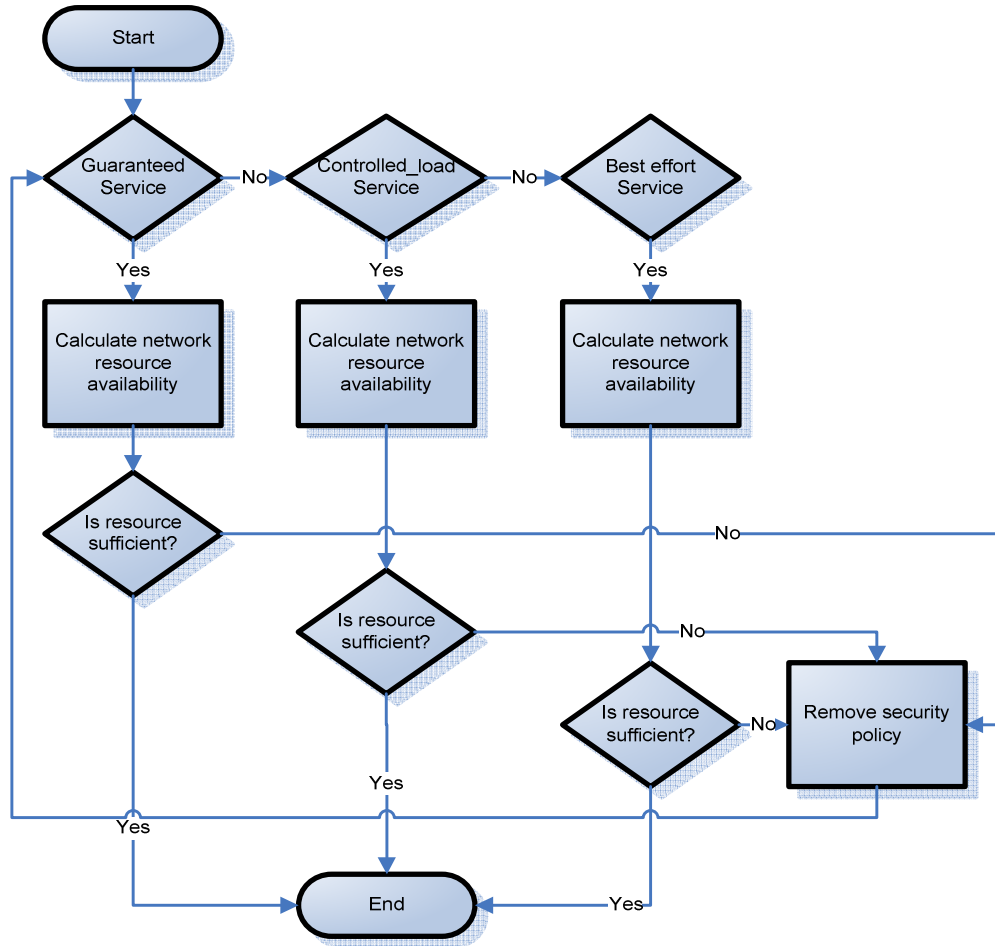 Start
Guaranteed
Service
No
Controlled_load
Service
No
Best effort
Service
Yes
Yes
Yes
Calculate network
resource
availability
Calculate network
resource
availability
Calculate network
resource
availability
Is resource
sufficient?
No
Is resource
sufficient?
No
Is resource
sufficient?
No
Remove security
policy
Yes
Yes
End
Yes